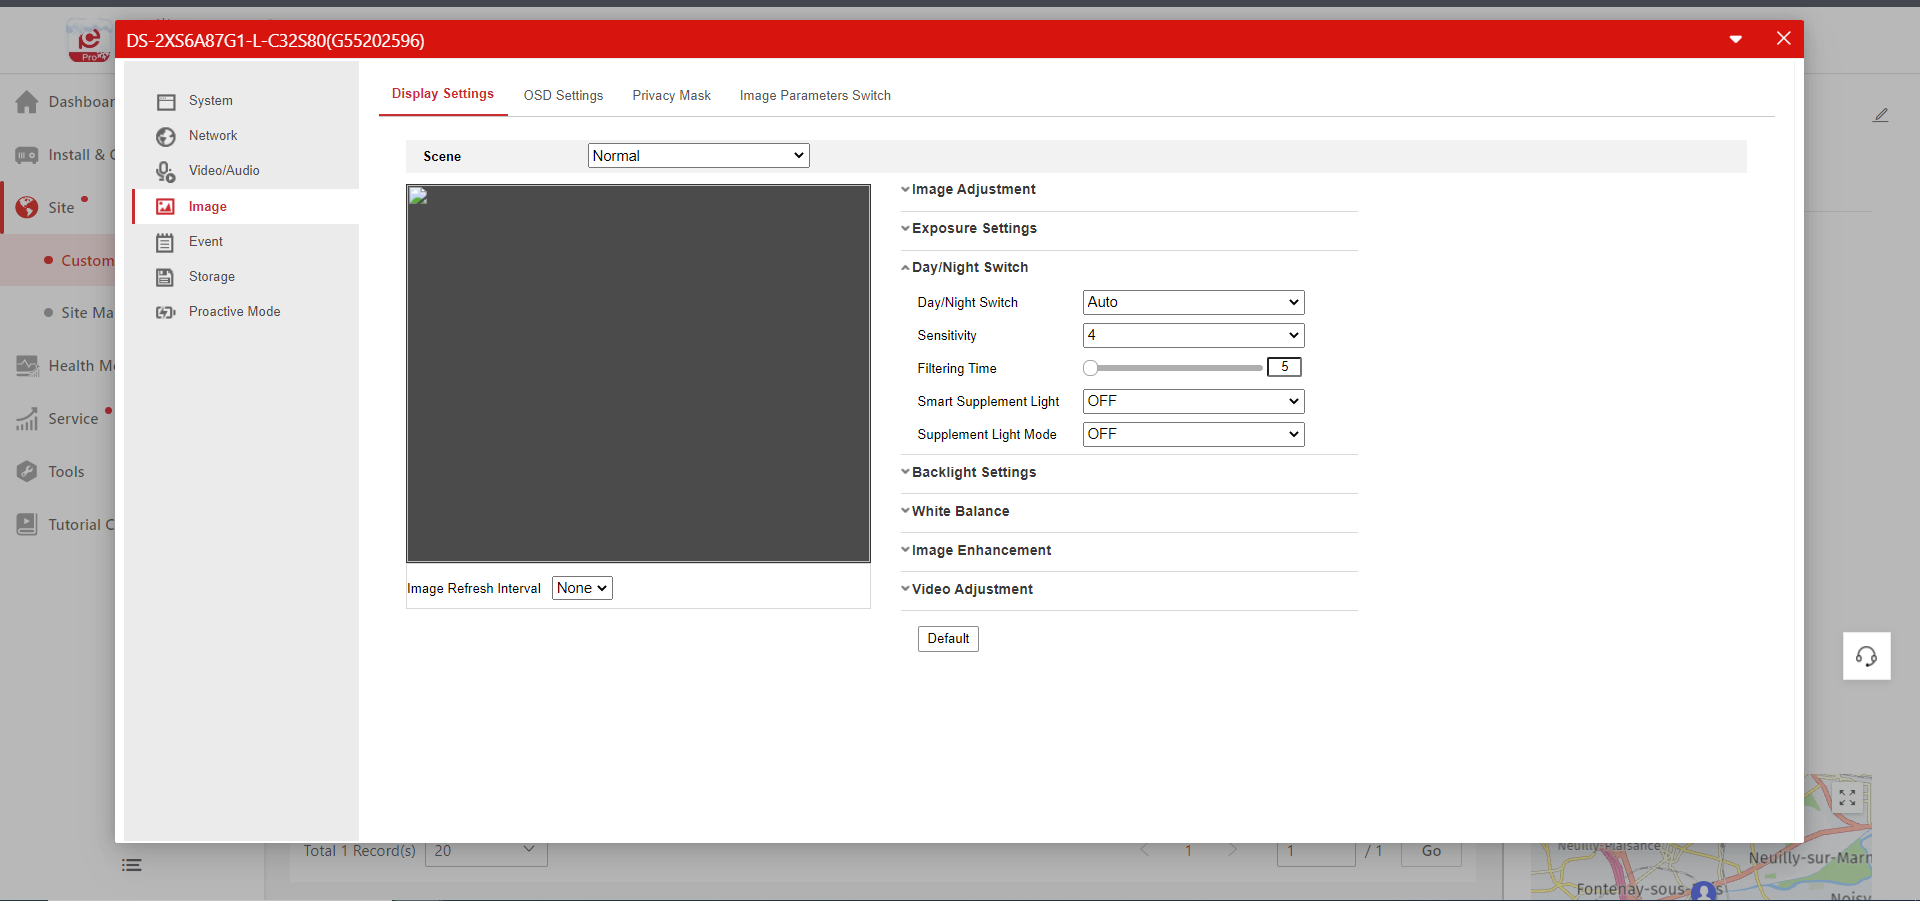 DS-2XS6A87G1-L-C32S80(G55202596)
Pro
Dashboar
Install & C
Site
Custom
Site Ma
Health Mo
Service
Tools
Tutorial C
System
Network
Video/Audio
Image
Event
Storage
Proactive Mode
Display Settings
OSD Settings
Privacy Mask
Image Parameters Switch
Scene
Normal
Image Refresh Interval
None
Image Adjustment
Exposure Settings
Day/Night Switch
Day/Night Switch
Auto
Sensitivity
4
Filtering Time
5
Smart Supplement Light
OFF
Supplement Light Mode
OFF
Backlight Settings
White Balance
Image Enhancement
Video Adjustment
Default
Total 1 Record(s)
20
1
1
/ 1
Go
Neuilly-Plaisance
Neuilly-sur-Marn
Fontenay-sous-
Noisy